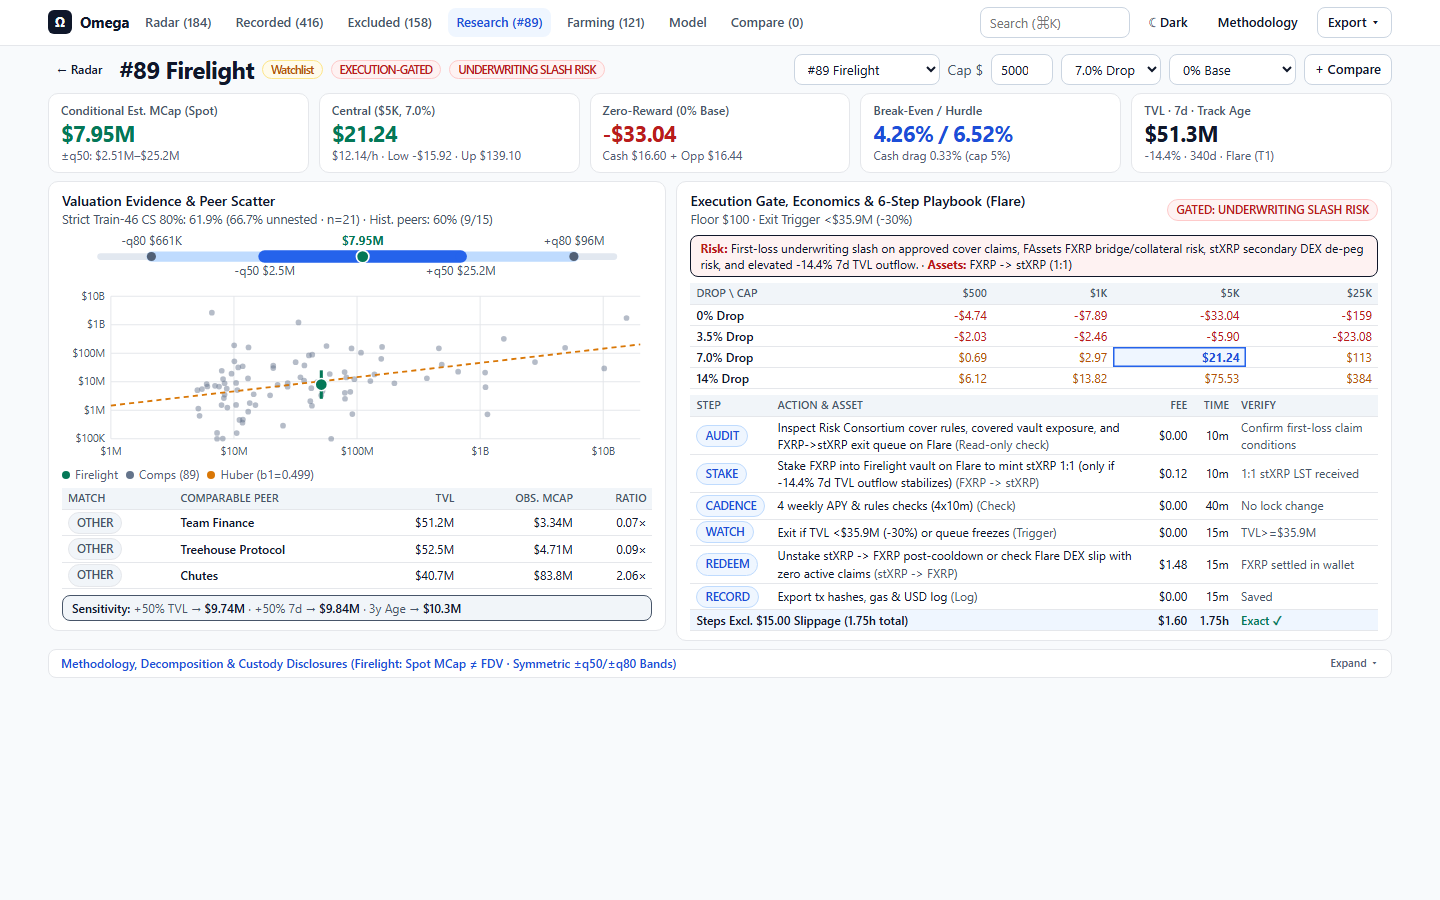 Ω Omega Radar (184) Recorded (416) Excluded (158) Research (#89) Farming (121) Model Compare (0) Search (⌘K) ☾ Dark Methodology Export ▾
← Radar #89 Firelight Watchlist EXECUTION-GATED UNDERWRITING SLASH RISK #89 Firelight Cap $ 5000 7.0% Drop 0% Base + Compare
Conditional Est. MCap (Spot)
$7.95M
±q50: $2.51M–$25.2M
Central ($5K, 7.0%)
$21.24
$12.14/h · Low -$15.92 · Up $139.10
Zero-Reward (0% Base)
-$33.04
Cash $16.60 + Opp $16.44
Break-Even / Hurdle
4.26% / 6.52%
Cash drag 0.33% (cap 5%)
TVL · 7d · Track Age
$51.3M
-14.4% · 340d · Flare (T1)
Valuation Evidence & Peer Scatter
Strict Train-46 CS 80%: 61.9% (66.7% unnested · n=21) · Hist. peers: 60% (9/15)
-q80 $661K $7.95M +q80 $96M
-q50 $2.5M +q50 $25.2M
$10B
$1B
$100M
$10M
$1M
$100K
$1M $10M $100M $1B $10B
Firelight Comps (89) Huber (b1=0.499)
MATCH COMPARABLE PEER TVL OBS. MCAP RATIO
OTHER Team Finance $51.2M $3.34M 0.07×
OTHER Treehouse Protocol $52.5M $4.71M 0.09×
OTHER Chutes $40.7M $83.8M 2.06×
Sensitivity: +50% TVL → $9.74M · +50% 7d → $9.84M · 3y Age → $10.3M
Execution Gate, Economics & 6-Step Playbook (Flare)
Floor $100 · Exit Trigger <$35.9M (-30%)
GATED: UNDERWRITING SLASH RISK
Risk: First-loss underwriting slash on approved cover claims, FAssets FXRP bridge/collateral risk, stXRP secondary DEX de-peg
risk, and elevated -14.4% 7d TVL outflow. · Assets: FXRP -> stXRP (1:1)
DROP \ CAP $500 $1K $5K $25K
0% Drop -$4.74 -$7.89 -$33.04 -$159
3.5% Drop -$2.03 -$2.46 -$5.90 -$23.08
7.0% Drop $0.69 $2.97 $21.24 $113
14% Drop $6.12 $13.82 $75.53 $384
STEP ACTION & ASSET FEE TIME VERIFY
AUDIT Inspect Risk Consortium cover rules, covered vault exposure, and FXRP->stXRP exit queue on Flare (Read-only check) $0.00 10m Confirm first-loss claim conditions
STAKE Stake FXRP into Firelight vault on Flare to mint stXRP 1:1 (only if -14.4% 7d TVL outflow stabilizes) (FXRP -> stXRP) $0.12 10m 1:1 stXRP LST received
CADENCE 4 weekly APY & rules checks (4x10m) (Check) $0.00 40m No lock change
WATCH Exit if TVL <$35.9M (-30%) or queue freezes (Trigger) $0.00 15m TVL>=$35.9M
REDEEM Unstake stXRP -> FXRP post-cooldown or check Flare DEX slip with zero active claims (stXRP -> FXRP) $1.48 15m FXRP settled in wallet
RECORD Export tx hashes, gas & USD log (Log) $0.00 15m Saved
Steps Excl. $15.00 Slippage (1.75h total) $1.60 1.75h Exact ✓
Methodology, Decomposition & Custody Disclosures (Firelight: Spot MCap ≠ FDV · Symmetric ±q50/±q80 Bands) Expand ▾